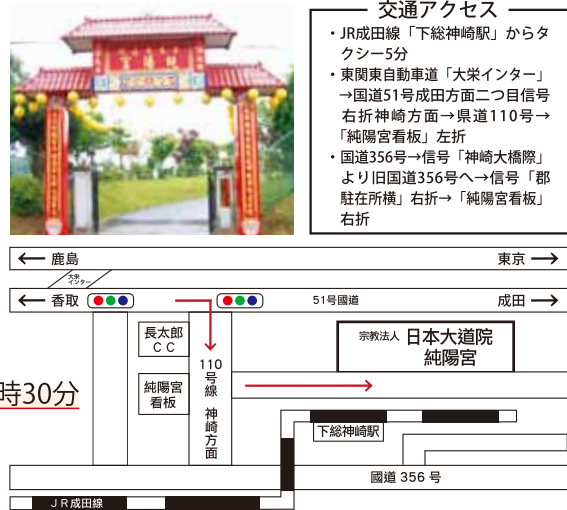 純陽宮
交通アクセス
・JR成田線「下総神崎駅」からタ
クシー5分
・東関東自動車道「大栄インター」
→国道51号成田方面二つ目信号
右折神崎方面→県道110号→
「純陽宮看板」左折
・国道356号→信号「神崎大橋際」
より旧国道356号へ→信号「郡
駐在所横」右折→「純陽宮看板」
右折
← 鹿島
東京 →
大栄
インター
← 香取
51号國道
成田 →
長太郎
CC
110号線 神崎方面
宗教法人 日本大道院
純陽宮
純陽宮
看板
時30分
下総神崎駅
國道 356 号
JR成田線